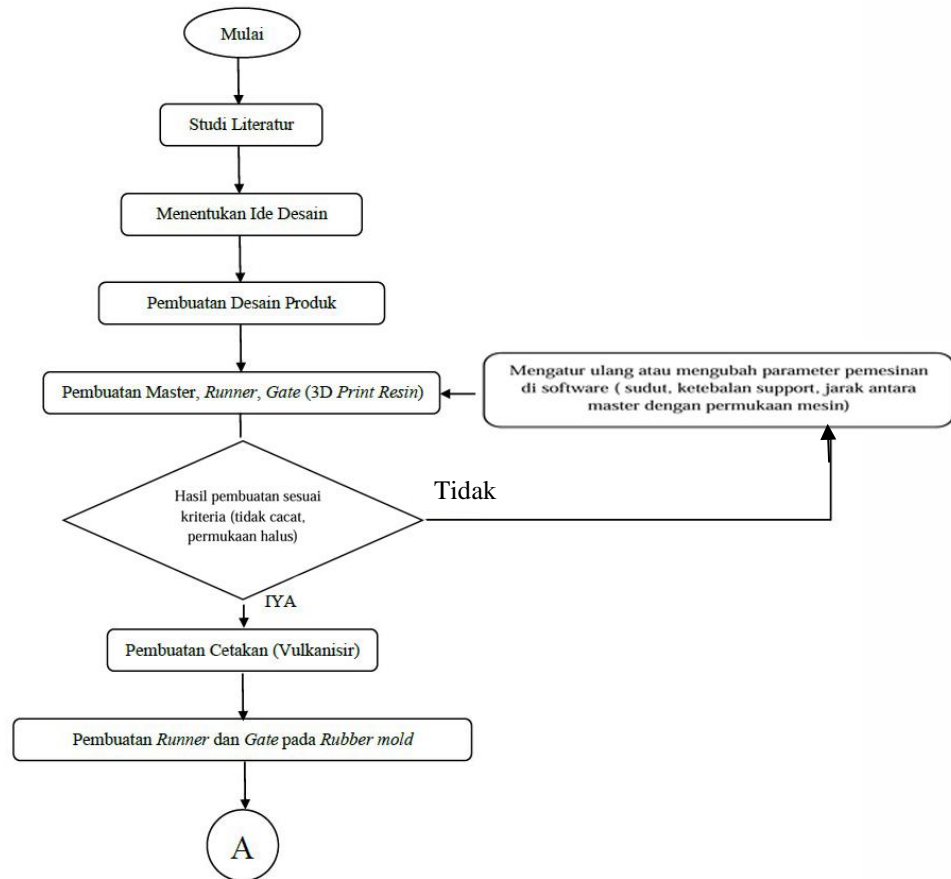 Mulai
Studi Literatur
Menentukan Ide Desain
Pembuatan Desain Produk
Pembuatan Master, Runner, Gate (3D Print Resin)
Mengatur ulang atau mengubah parameter pemesinan
di software ( sudut, ketebalan support, jarak antara
master dengan permukaan mesin)
Hasil pembuatan sesuai
kriteria (tidak cacat,
permukaan halus)
Tidak
IYA
Pembuatan Cetakan (Vulkanisir)
Pembuatan Runner dan Gate pada Rubber mold
A